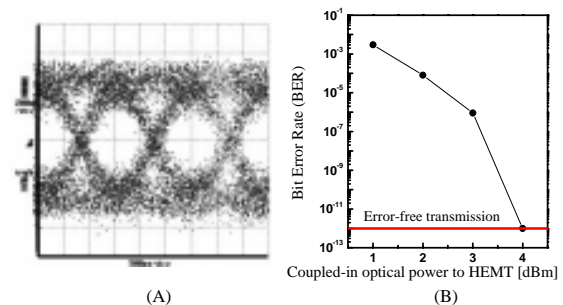 10⁻¹
10⁻³
10⁻⁵
10⁻⁷
10⁻⁹
10⁻¹¹
10⁻¹³
Bit Error Rate (BER)
Error-free transmission
1 2 3 4
Coupled-in optical power to HEMT [dBm]
(A) (B)